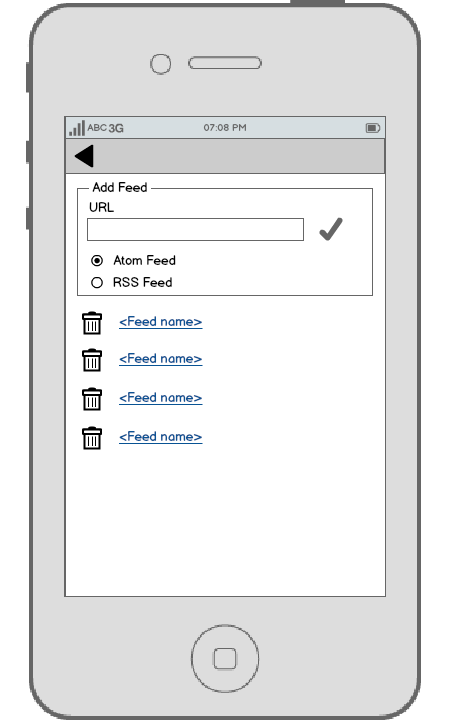 ABC 3G 07:08 PM
Add Feed
URL
Atom Feed
RSS Feed
<Feed name>
<Feed name>
<Feed name>
<Feed name>